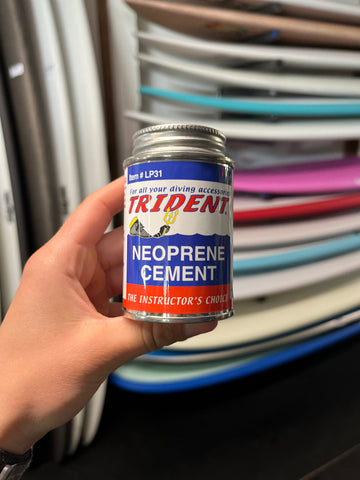 Item # LP31
For all your diving accessories
TRIDENT
NEOPRENE
CEMENT
THE INSTRUCTOR'S CHOICE